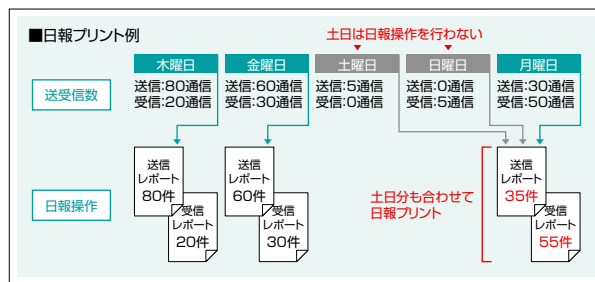 ■日報プリント例
土日は日報操作を行わない
木曜日
金曜日
土曜日
日曜日
月曜日
送受信数
送信:80通信
受信:20通信
送信:60通信
受信:30通信
送信:5通信
受信:0通信
送信:0通信
受信:5通信
送信:30通信
受信:50通信
日報操作
送信
レポート
80件
受信
レポート
20件
送信
レポート
60件
受信
レポート
30件
土日分も合わせて
日報プリント
送信
レポート
35件
受信
レポート
55件